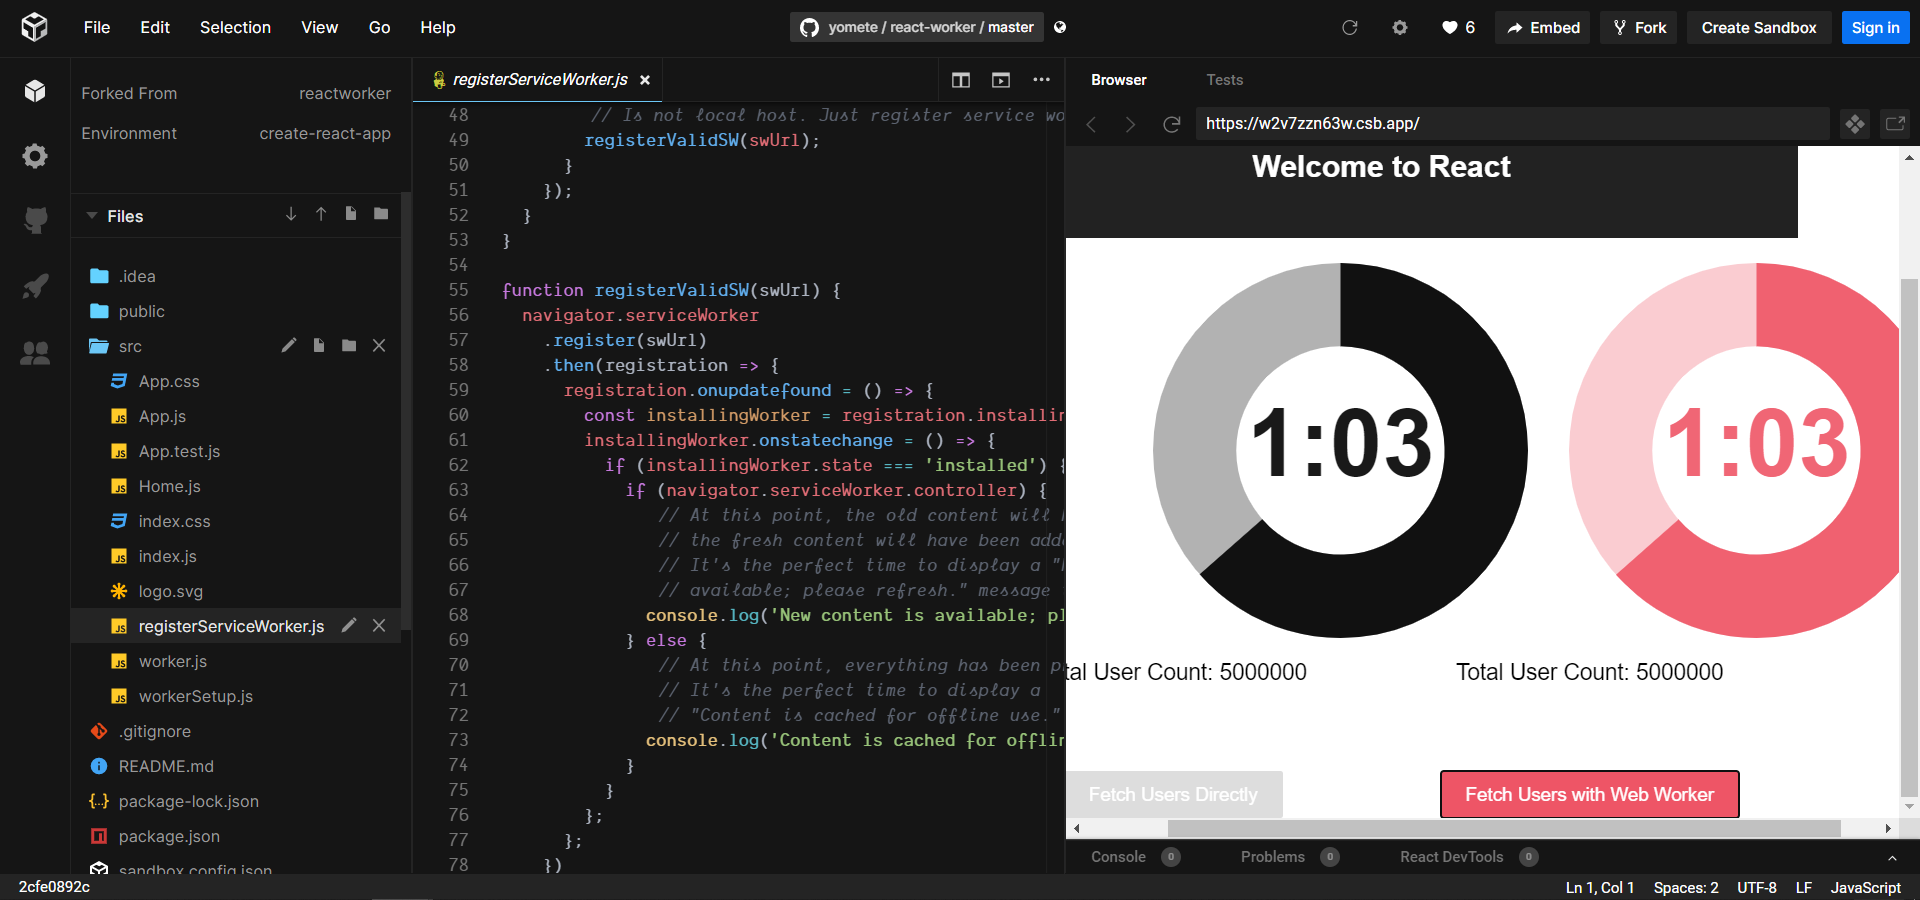 File Edit Selection View Go Help
yomete / react-worker / master
6
Embed
Fork
Create Sandbox
Sign in
Forked From reactworker
Environment create-react-app
Files
.idea
public
src
App.css
App.js
App.test.js
Home.js
index.css
index.js
logo.svg
registerServiceWorker.js
worker.js
workerSetup.js
.gitignore
README.md
package-lock.json
package.json
sandbox.config.json
registerServiceWorker.js
48 // Is not local host. Just register service wo
49 registerValidSW(swUrl);
50 }
51 });
52 }
53 }
54
55 function registerValidSW(swUrl) {
56 navigator.serviceWorker
57 .register(swUrl)
58 .then(registration => {
59 registration.onupdatefound = () => {
60 const installingWorker = registration.installin
61 installingWorker.onstatechange = () => {
62 if (installingWorker.state === 'installed') {
63 if (navigator.serviceWorker.controller) {
64 // At this point, the old content will
65 // the fresh content will have been add
66 // It's the perfect time to display a "
67 // available; please refresh." message
68 console.log('New content is available; pl
69 } else {
70 // At this point, everything has been p
71 // It's the perfect time to display a
72 // "Content is cached for offline use."
73 console.log('Content is cached for offlin
74 }
75 }
76 };
77 };
78 })
Browser Tests
https://w2v7zzn63w.csb.app/
Welcome to React
1:03 1:03
tal User Count: 5000000 Total User Count: 5000000
Fetch Users Directly Fetch Users with Web Worker
Console 0 Problems 0 React DevTools 0
2cfe0892c
Ln 1, Col 1 Spaces: 2 UTF-8 LF JavaScript